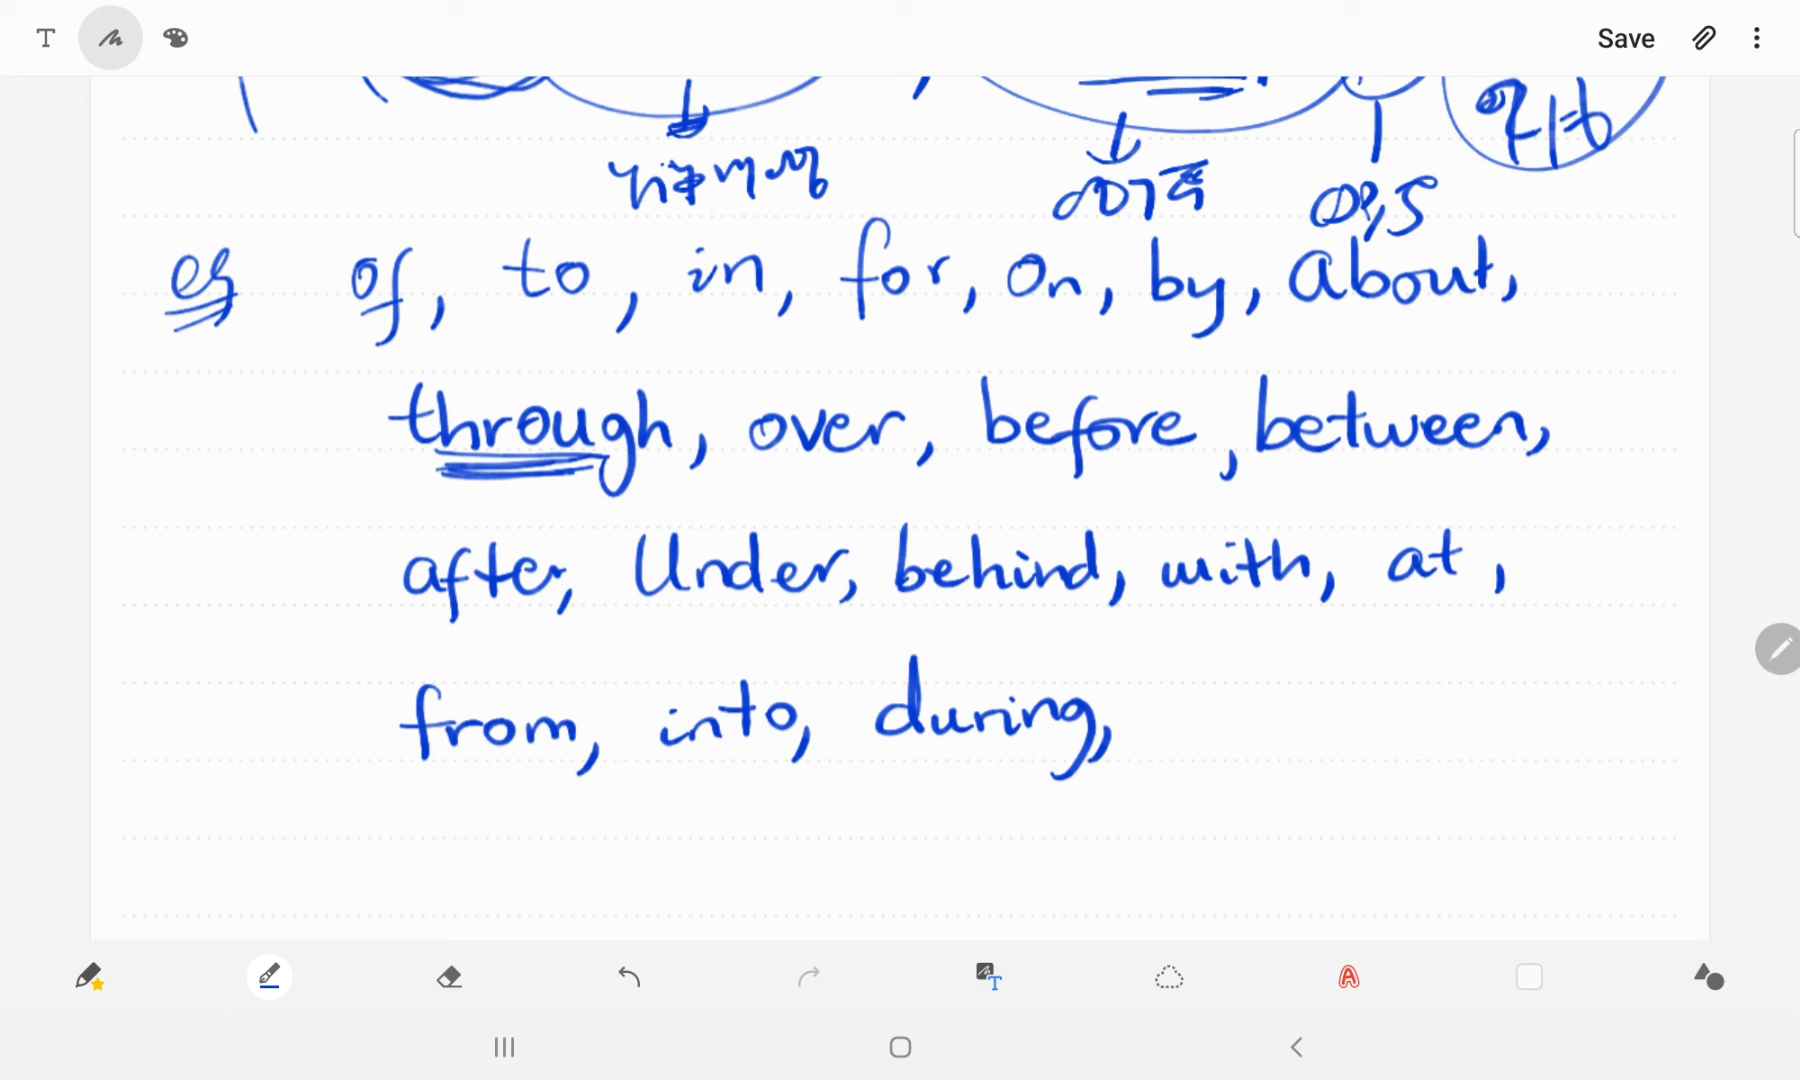 Save
eg of, to, in, for, on, by, about,
through, over, before, between,
after, Under, behind, with, at,
from, into, during,